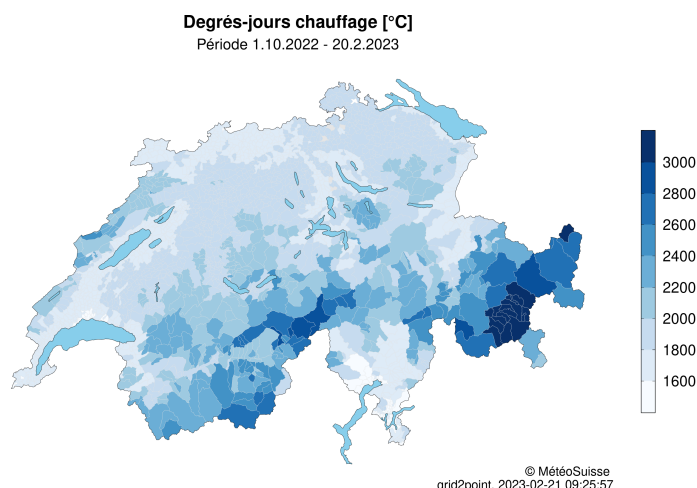 Degrés-jours chauffage [°C]
Période 1.10.2022 - 20.2.2023
3000
2800
2600
2400
2200
2000
1800
1600
© MétéoSuisse
grid2point, 2023-02-21 09:25:57